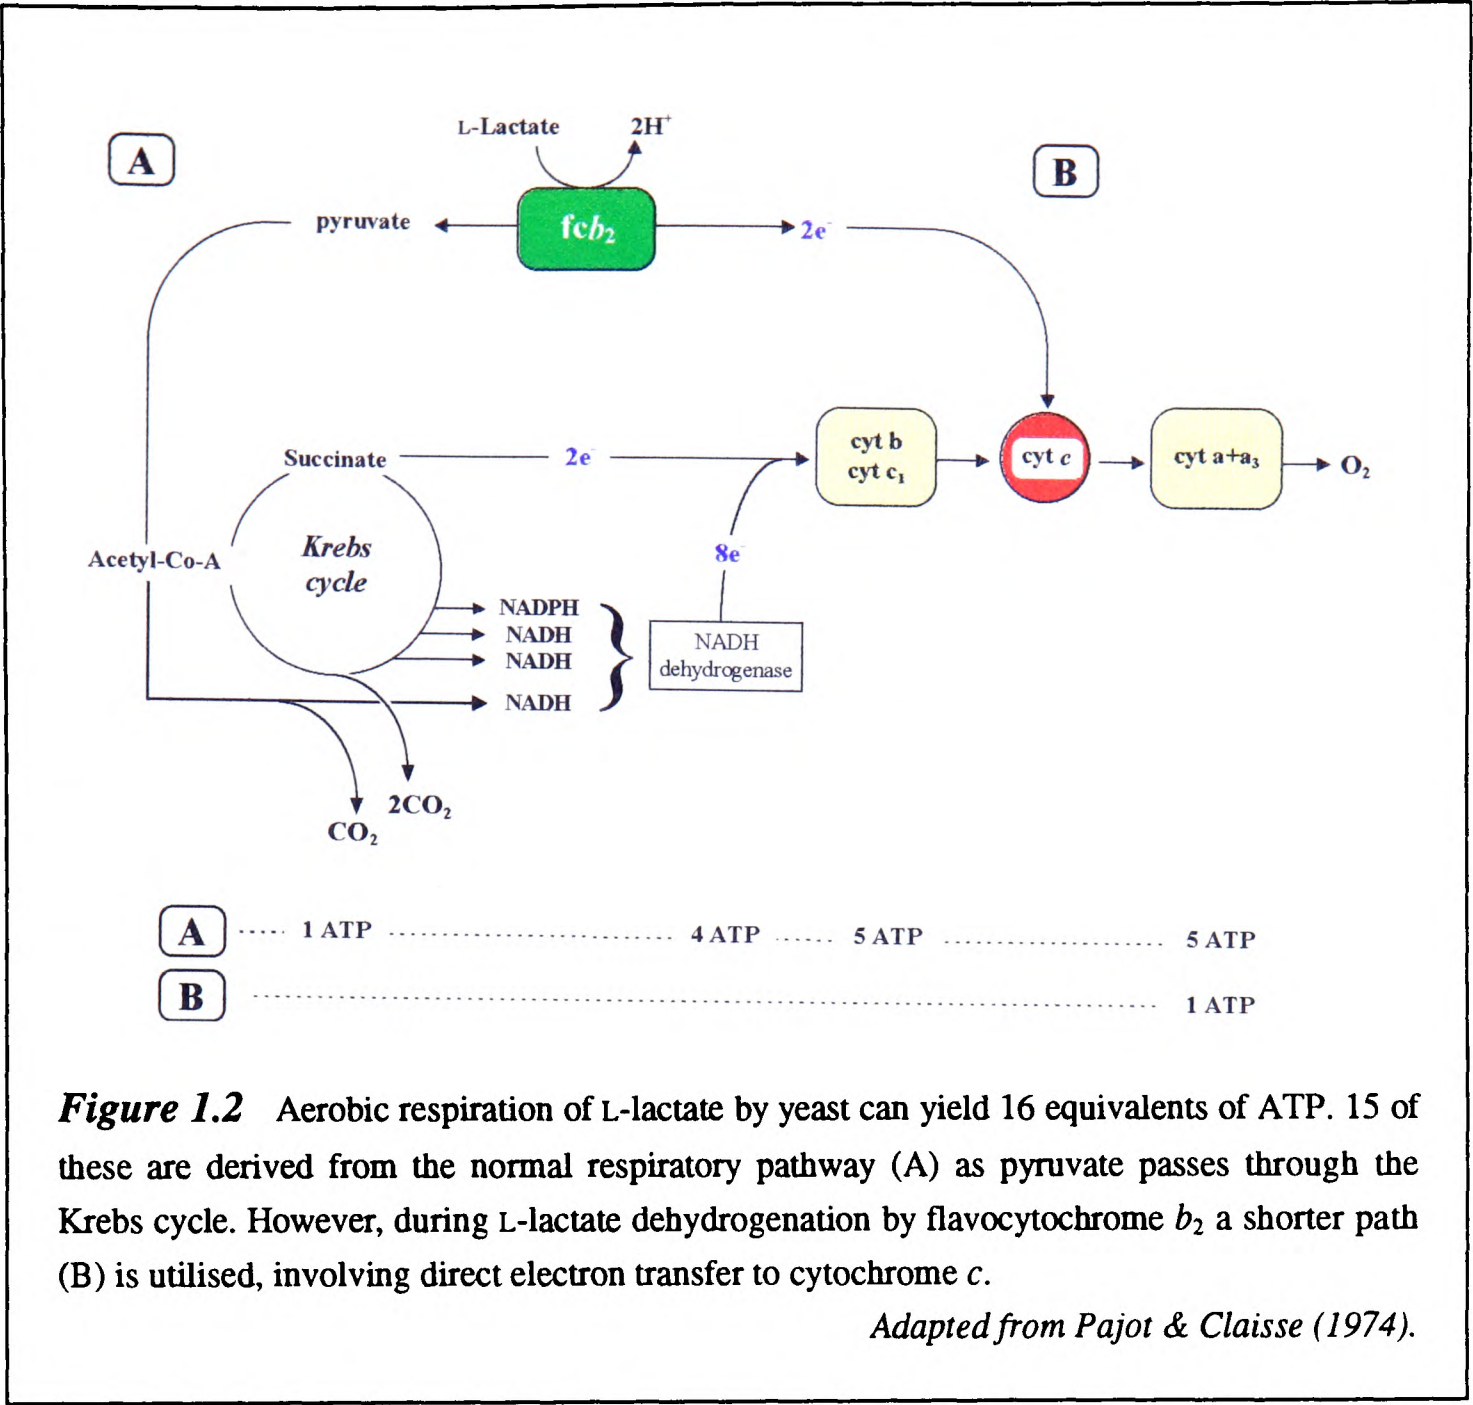 L-Lactate 2H⁺
A
B
pyruvate fcb₂ 2e⁻
Succinate 2e⁻
cyt b
cyt c₁
cyt c
cyt a+a₃
O₂
Krebs
cycle
Acetyl-Co-A
8e⁻
NADPH
NADH
NADH
NADH
}
NADH
dehydrogenase
2CO₂
CO₂
A ..... 1 ATP ............................ 4 ATP ...... 5 ATP ..................... 5 ATP
B ........................................................................ 1 ATP
Figure 1.2 Aerobic respiration of L-lactate by yeast can yield 16 equivalents of ATP. 15 of
these are derived from the normal respiratory pathway (A) as pyruvate passes through the
Krebs cycle. However, during L-lactate dehydrogenation by flavocytochrome b₂ a shorter path
(B) is utilised, involving direct electron transfer to cytochrome c.
Adapted from Pajot & Claisse (1974).